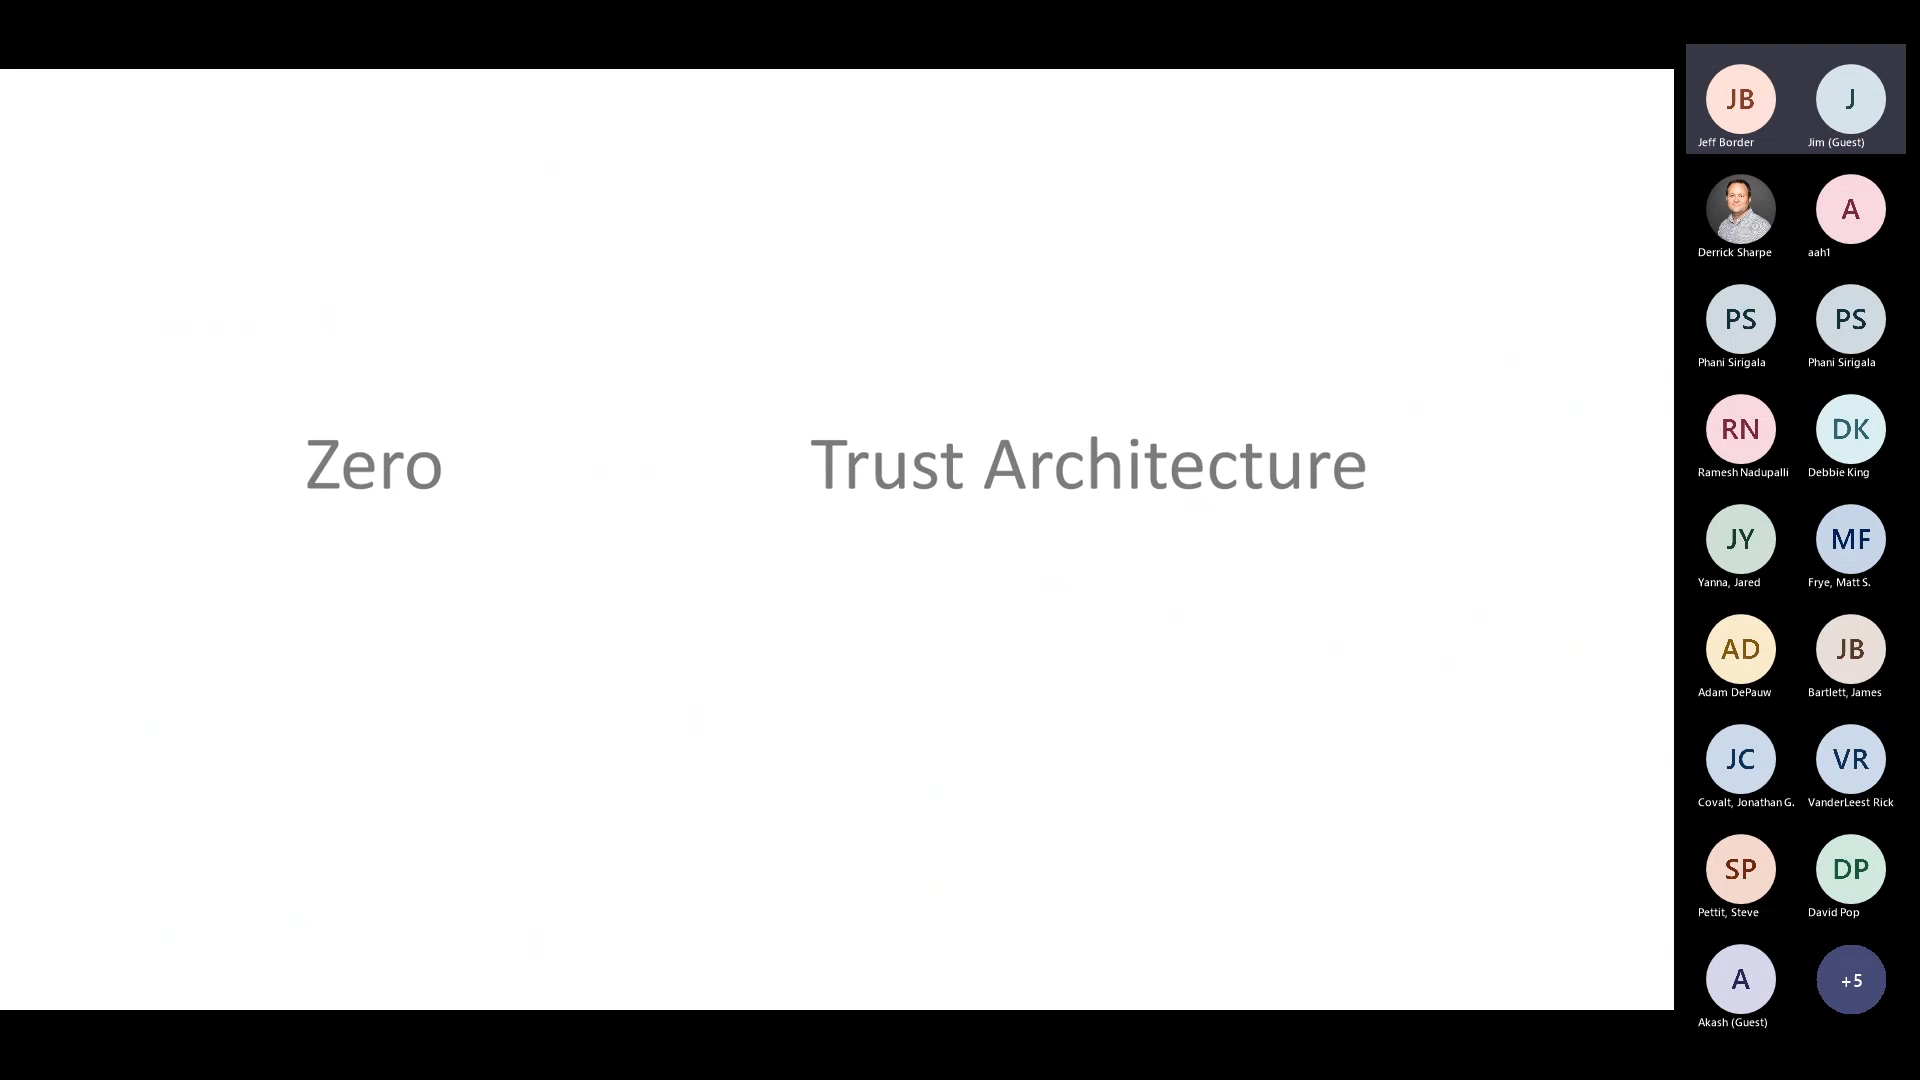 Zero Trust Architecture
JB J
Jeff Border Jim (Guest)
A
Derrick Sharpe aah1
PS PS
Phani Sirigala Phani Sirigala
RN DK
Ramesh Nadupalli Debbie King
JY MF
Yanna, Jared Frye, Matt S.
AD JB
Adam DePauw Bartlett, James
JC VR
Covalt, Jonathan G. VanderLeest Rick
SP DP
Pettit, Steve David Pop
A +5
Akash (Guest)